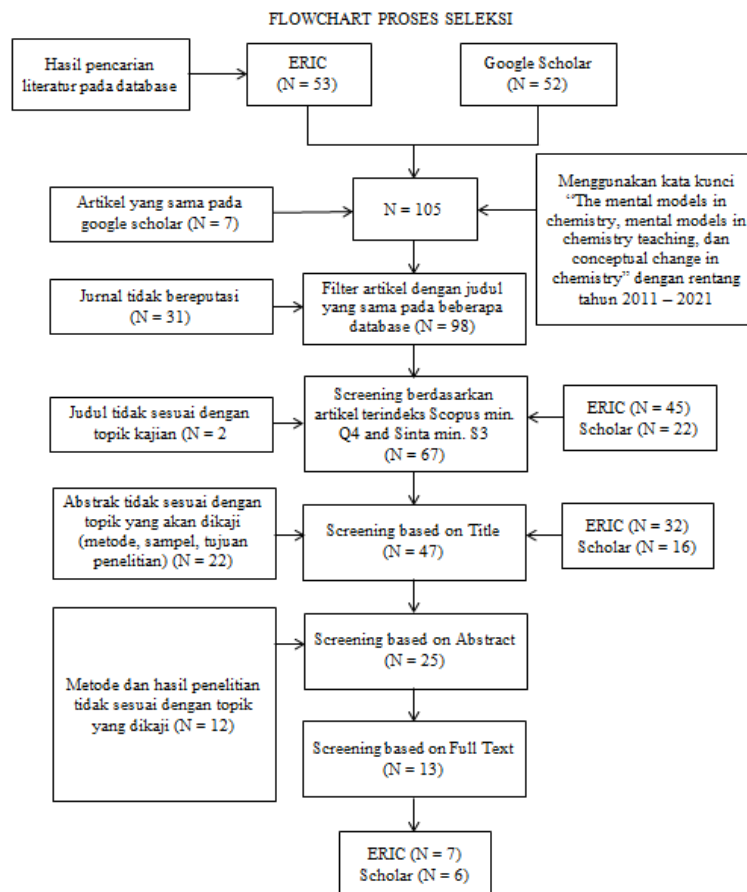 FLOWCHART PROSES SELEKSI
Hasil pencarian
literatur pada database
ERIC
(N = 53)
Google Scholar
(N = 52)
Artikel yang sama pada
google scholar (N = 7)
N = 105
Menggunakan kata kunci
“The mental models in
chemistry, mental models in
chemistry teaching, dan
conceptual change in
chemistry” dengan rentang
tahun 2011 – 2021
Jurnal tidak bereputasi
(N = 31)
Filter artikel dengan judul
yang sama pada beberapa
database (N = 98)
Judul tidak sesuai dengan
topik kajian (N = 2
Screening berdasarkan
artikel terindeks Scopus min.
Q4 and Sinta min. S3
(N = 67)
ERIC (N = 45)
Scholar (N = 22)
Abstrak tidak sesuai dengan
topik yang akan dikaji
(metode, sampel, tujuan
penelitian) (N = 22)
Screening based on Title
(N = 47)
ERIC (N = 32)
Scholar (N = 16)
Screening based on Abstract
(N = 25)
Metode dan hasil penelitian
tidak sesuai dengan topik
yang dikaji (N = 12)
Screening based on Full Text
(N = 13)
ERIC (N = 7)
Scholar (N = 6)